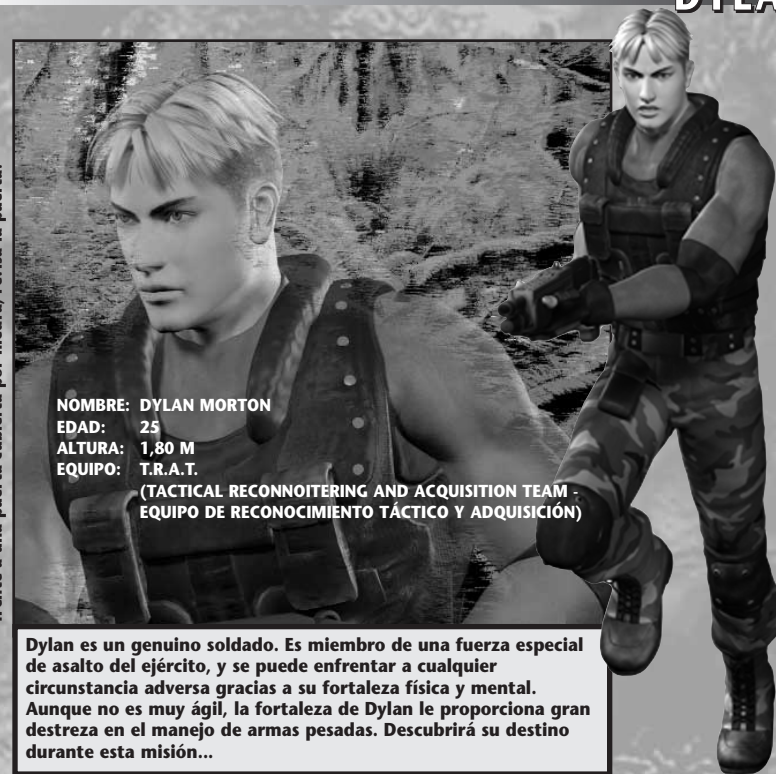 DYLA
NOMBRE: DYLAN MORTON
EDAD: 25
ALTURA: 1,80 M
EQUIPO: T.R.A.T.
(TACTICAL RECONNOITERING AND ACQUISITION TEAM -
EQUIPO DE RECONOCIMIENTO TÁCTICO Y ADQUISICIÓN)
Dylan es un genuino soldado. Es miembro de una fuerza especial
de asalto del ejército, y se puede enfrentar a cualquier
circunstancia adversa gracias a su fortaleza física y mental.
Aunque no es muy ágil, la fortaleza de Dylan le proporciona gran
destreza en el manejo de armas pesadas. Descubrirá su destino
durante esta misión...